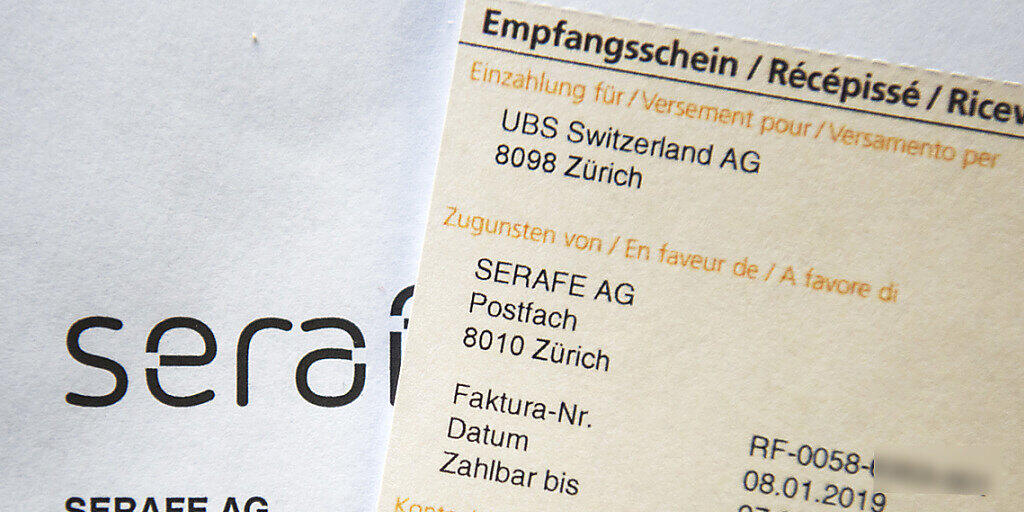 seraf
SERAFE AG
Empfangsschein / Récépissé / Ricev
Einzahlung für / Versement pour / Versamento per
UBS Switzerland AG
8098 Zürich
Zugunsten von / En faveur de / A favore di
SERAFE AG
Postfach
8010 Zürich
Faktura-Nr. RF-0058-
Datum 08.01.2019
Zahlbar bis